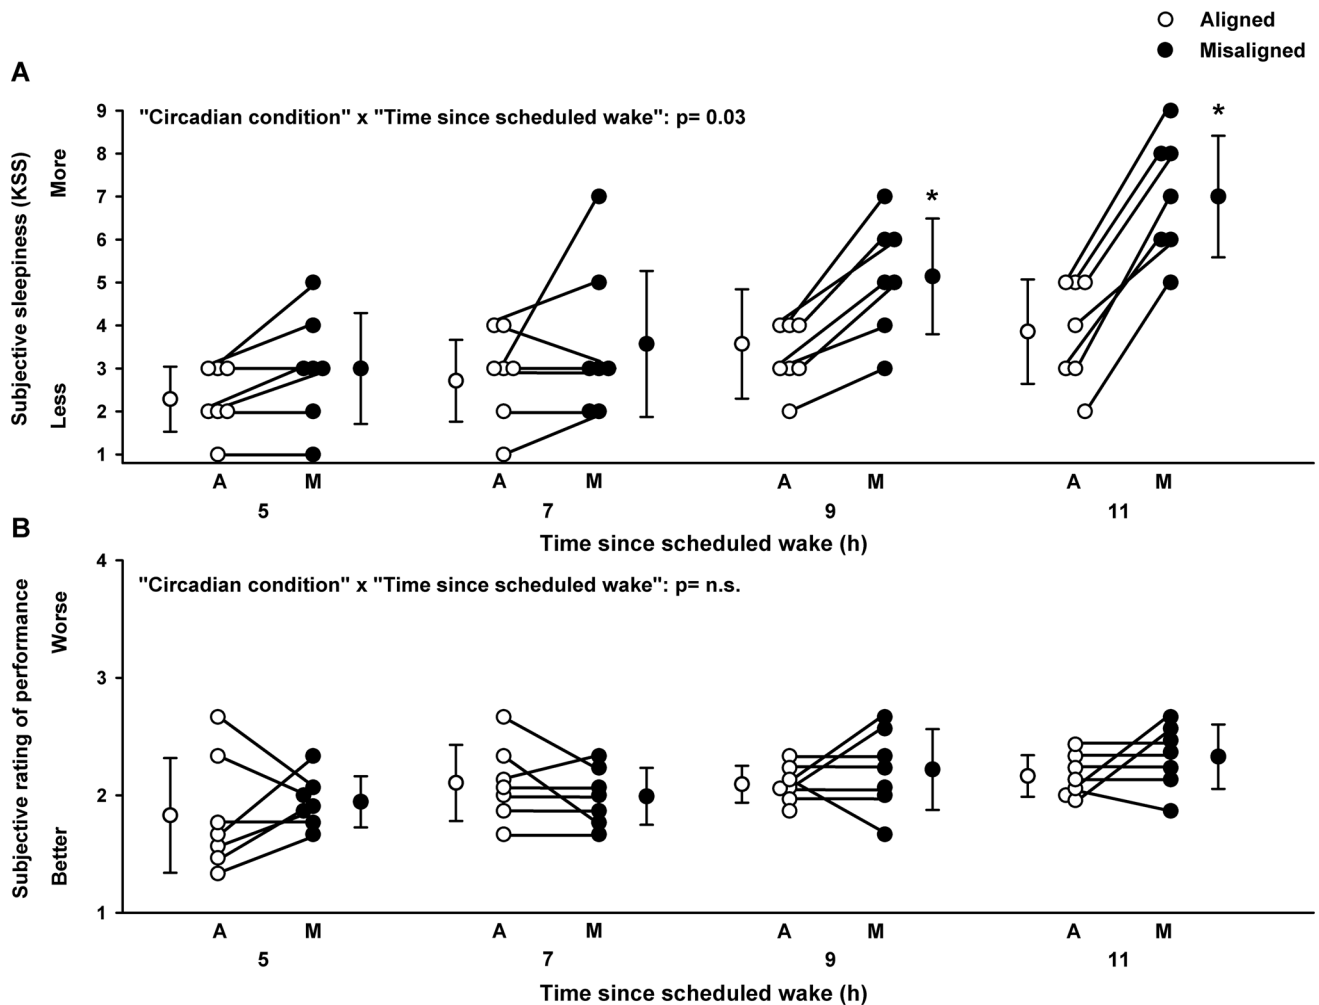 Aligned
Misaligned
A
"Circadian condition" x "Time since scheduled wake": p= 0.03
Subjective sleepiness (KSS)
Less More
9
8
7
6
5
4
3
2
1
*
*
A M A M A M A M
5 7 9 11
Time since scheduled wake (h)
B
"Circadian condition" x "Time since scheduled wake": p= n.s.
Subjective rating of performance
Better Worse
4
3
2
1
A M A M A M A M
5 7 9 11
Time since scheduled wake (h)